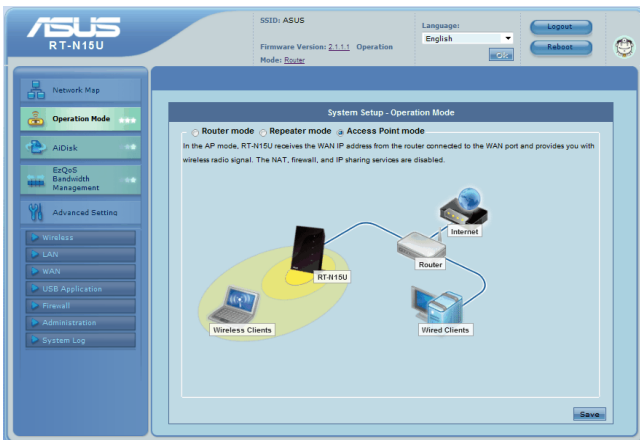 ASUS
RT-N15U
SSID: ASUS
Firmware Version: 2.1.1.1 Operation
Mode: Router
Language:
English
Logout
Reboot
Network Map
Operation Mode
AiDisk
EzQoS
Bandwidth
Management
Advanced Setting
Wireless
LAN
WAN
USB Application
Firewall
Administration
System Log
System Setup - Operation Mode
Router mode Repeater mode Access Point mode
In the AP mode, RT-N15U receives the WAN IP address from the router connected to the WAN port and provides you with
wireless radio signal. The NAT, firewall, and IP sharing services are disabled.
Internet
Router
RT-N15U
Wireless Clients
Wired Clients
Save